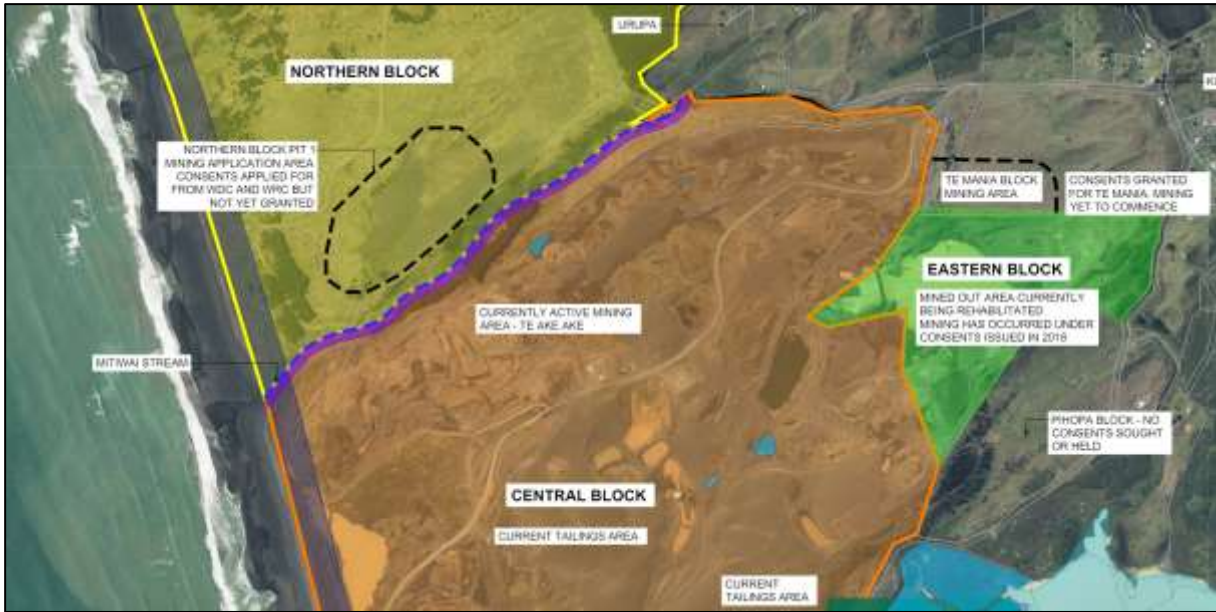 URUPA
NORTHERN BLOCK
NORTHERN BLOCK PIT 1
MINING APPLICATION AREA
CONSENTS APPLIED FOR
FROM WDC AND WRC BUT
NOT YET GRANTED
TE MANIA BLOCK
MINING AREA
CONSENTS GRANTED
FOR TE MANIA. MINING
YET TO COMMENCE
EASTERN BLOCK
MINED OUT AREA CURRENTLY
BEING REHABILITATED
MINING HAS OCCURRED UNDER
CONSENTS ISSUED IN 2016
CURRENTLY ACTIVE MINING
AREA - TE AKE AKE
MITIWAI STREAM
PIHOPA BLOCK - NO
CONSENTS SOUGHT
OR HELD
CENTRAL BLOCK
CURRENT TAILINGS AREA
CURRENT
TAILINGS AREA